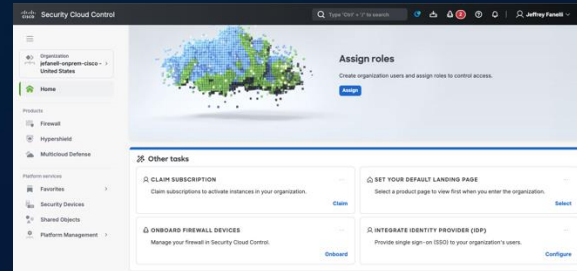 cisco
Security Cloud Control
Type "Ctrl" + "/" to search
2
Jeffrey Fanelli
Organization
jefanell-onprem-cisco -
United States
Home
Products
Firewall
Hypershield
Multicloud Defense
Platform services
Favorites
Security Devices
Shared Objects
Platform Management
Assign roles
Create organization users and assign roles to control access.
Assign
Other tasks
CLAIM SUBSCRIPTION
Claim subscriptions to activate instances in your organization.
Claim
SET YOUR DEFAULT LANDING PAGE
Select a product page to view first when you enter the organization.
Select
ONBOARD FIREWALL DEVICES
Manage your firewall in Security Cloud Control.
Onboard
INTEGRATE IDENTITY PROVIDER (IDP)
Provide single sign-on (SSO) to your organization's users.
Configure